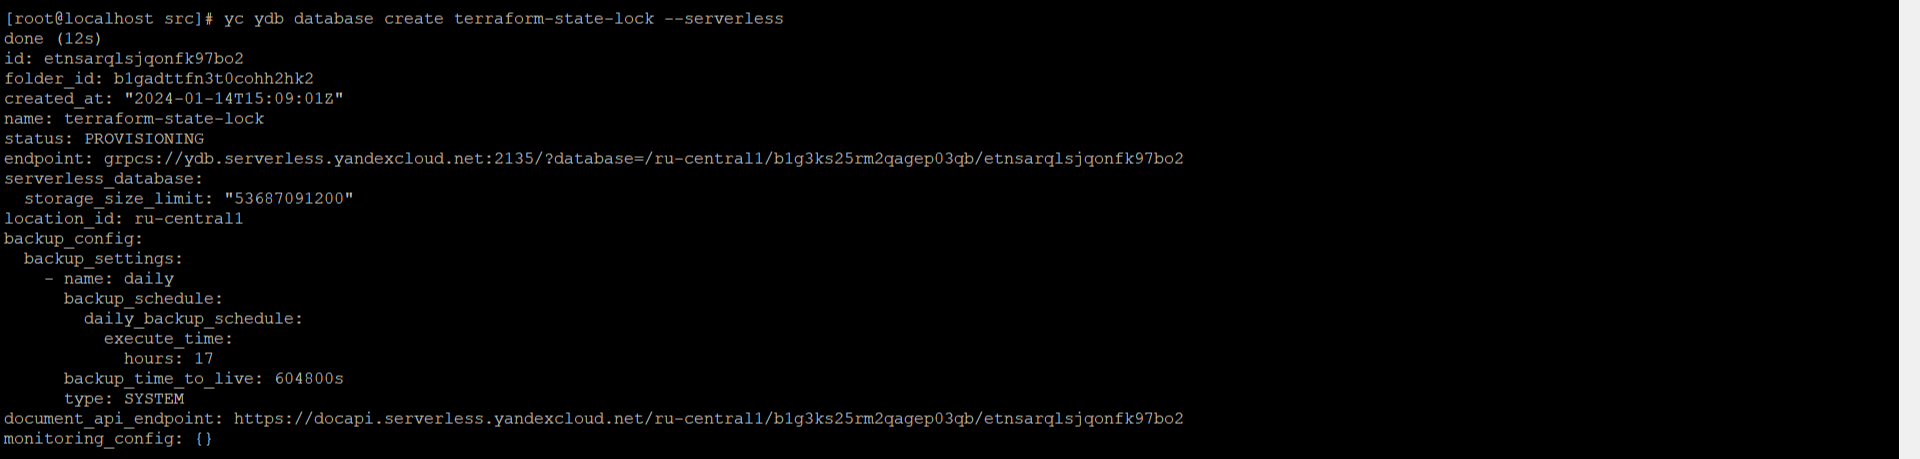 [root@localhost src]# yc ydb database create terraform-state-lock --serverless
done (12s)
id: etnsarqlsjqonfk97bo2
folder_id: b1gadttfn3t0cohh2hk2
created_at: "2024-01-14T15:09:01Z"
name: terraform-state-lock
status: PROVISIONING
endpoint: grpcs://ydb.serverless.yandexcloud.net:2135/?database=/ru-central1/b1g3ks25rm2qagep03qb/etnsarqlsjqonfk97bo2
serverless_database:
  storage_size_limit: "53687091200"
location_id: ru-central1
backup_config:
  backup_settings:
    - name: daily
      backup_schedule:
        daily_backup_schedule:
          execute_time:
            hours: 17
      backup_time_to_live: 604800s
      type: SYSTEM
document_api_endpoint: https://docapi.serverless.yandexcloud.net/ru-central1/b1g3ks25rm2qagep03qb/etnsarqlsjqonfk97bo2
monitoring_config: {}